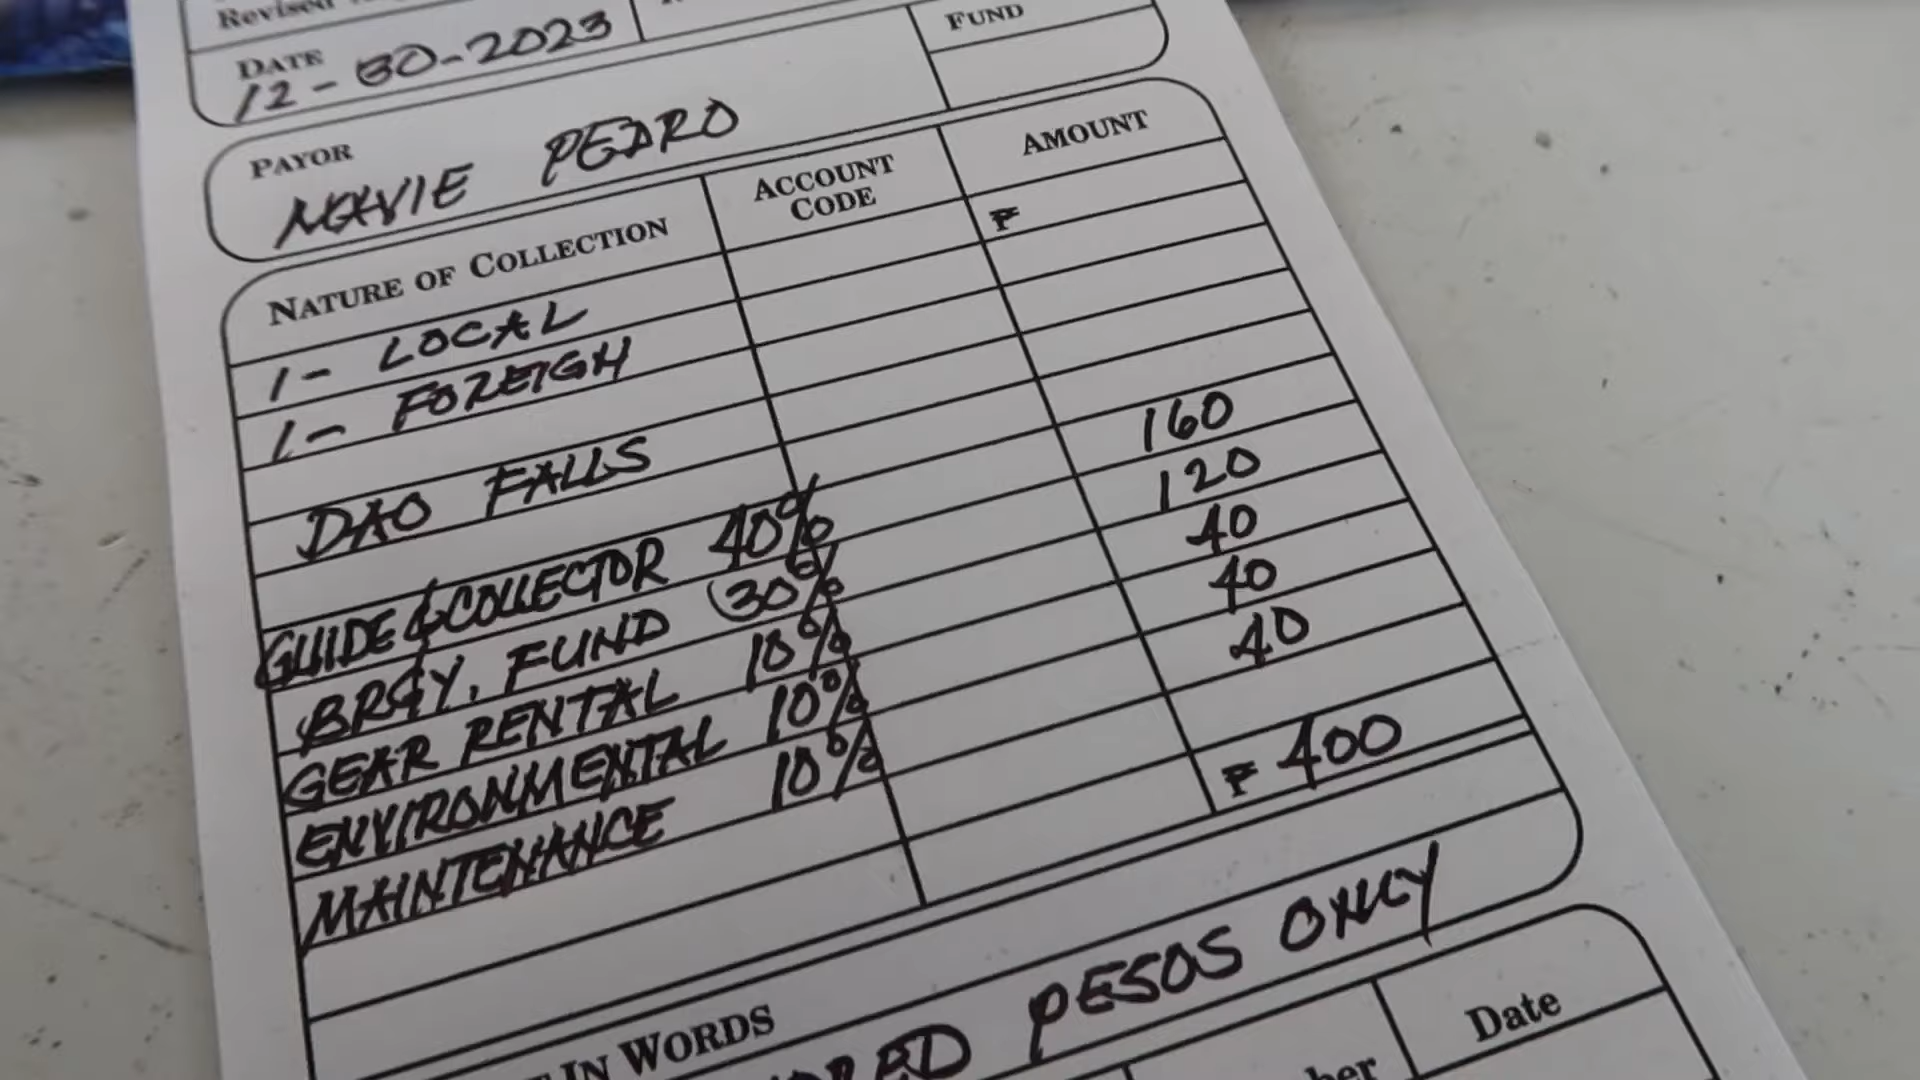 Revised
DATE
12-30-2023
FUND
PAYOR
PEDRO
NATURE OF COLLECTION ACCOUNT CODE AMOUNT
₱
1- LOCAL
1- FOREIGH
DAO FALLS
GUIDE & COLLECTOR 40% 160
BRGY. FUND (30% 120
GEAR RENTAL 10% 40
ENVIRONMENTAL 10% 40
MAINTENANCE 10% 40
₱ 400
IN WORDS
PESOS ONLY
Date